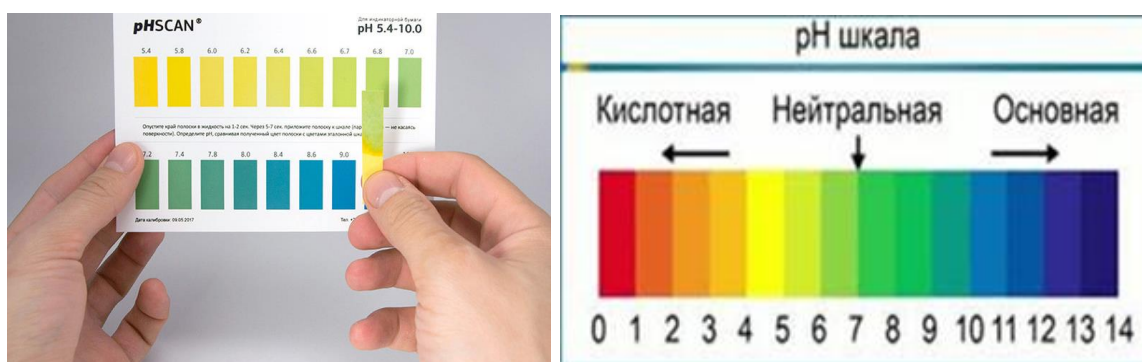 pHSCAN®
Для индикаторной бумаги
pH 5.4-10.0
5.4 5.8 6.0 6.2 6.4 6.6 6.7 6.8 7.0
Опустите край полоски в жидкость на 1-2 сек. Через 5-7 сек. приложите полоску к шкале — не касаясь
поверхности). Определите pH, сравнивая полученный цвет полоски с цветами эталонной
7.2 7.4 7.8 8.0 8.4 8.6 9.0
Дата калибровки: 09.05.2017
Тел.
pH шкала
Кислотная Нейтральная Основная
0 1 2 3 4 5 6 7 8 9 10 11 12 13 14